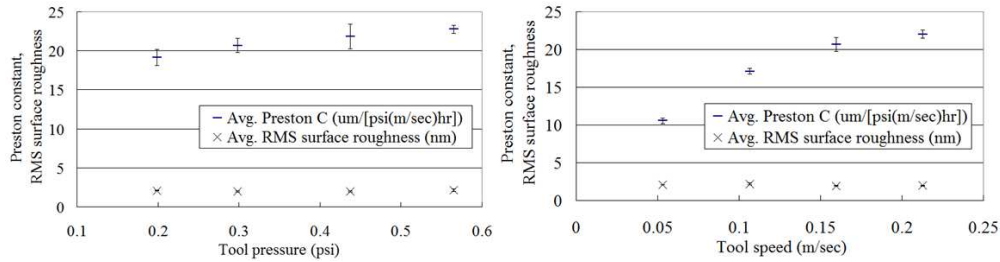 Preston constant,
RMS surface roughness
25
20
15
10
5
0
Avg. Preston C (um/[psi(m/sec)hr])
Avg. RMS surface roughness (nm)
0.1 0.2 0.3 0.4 0.5 0.6
Tool pressure (psi)
Preston constant,
RMS surface roughness
25
20
15
10
5
0
Avg. Preston C (um/[psi(m/sec)hr])
Avg. RMS surface roughness (nm)
0 0.05 0.1 0.15 0.2 0.25
Tool speed (m/sec)